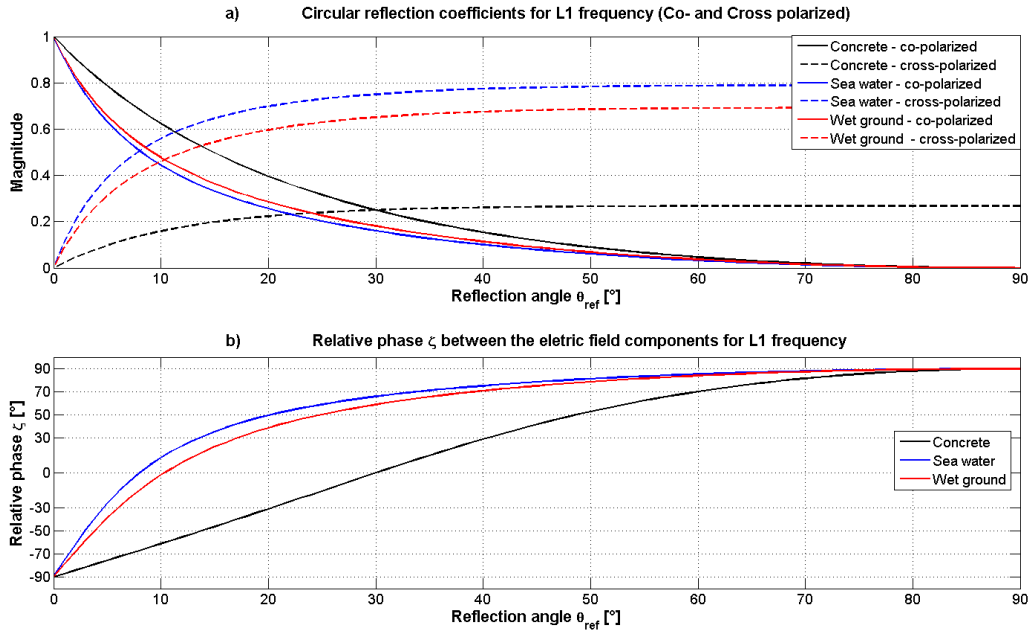 a) Circular reflection coefficients for L1 frequency (Co- and Cross polarized)
Magnitude
1
0.8
0.6
0.4
0.2
0
Concrete - co-polarized
Concrete - cross-polarized
Sea water - co-polarized
Sea water - cross-polarized
Wet ground - co-polarized
Wet ground - cross-polarized
0 10 20 30 40 50 60 70 80 90
Reflection angle θref [°]
b) Relative phase ζ between the eletric field components for L1 frequency
Relative phase ζ [°]
90
70
50
30
0
-30
-50
-70
-90
Concrete
Sea water
Wet ground
0 10 20 30 40 50 60 70 80 90
Reflection angle θref [°]